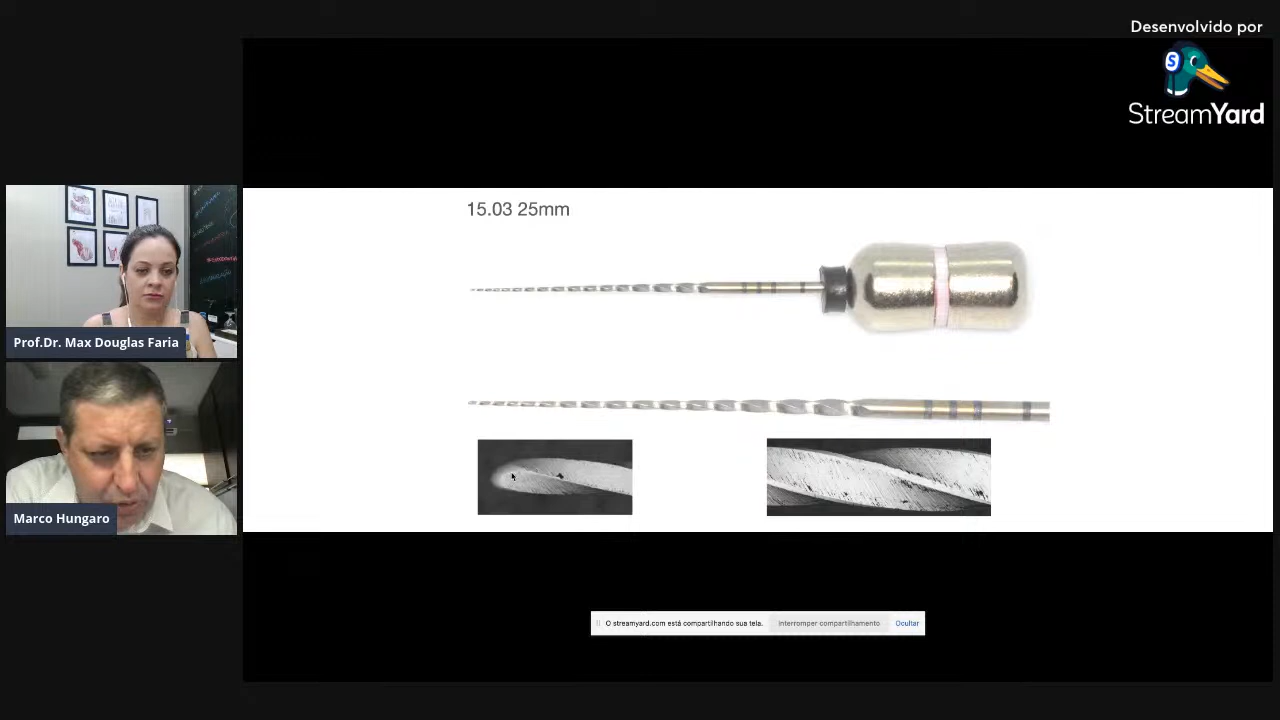 Desenvolvido por
StreamYard
15.03 25mm
Prof.Dr. Max Douglas Faria
Marco Hungaro
O streamyard.com está compartilhando sua tela.
Interromper compartilhamento
Ocultar